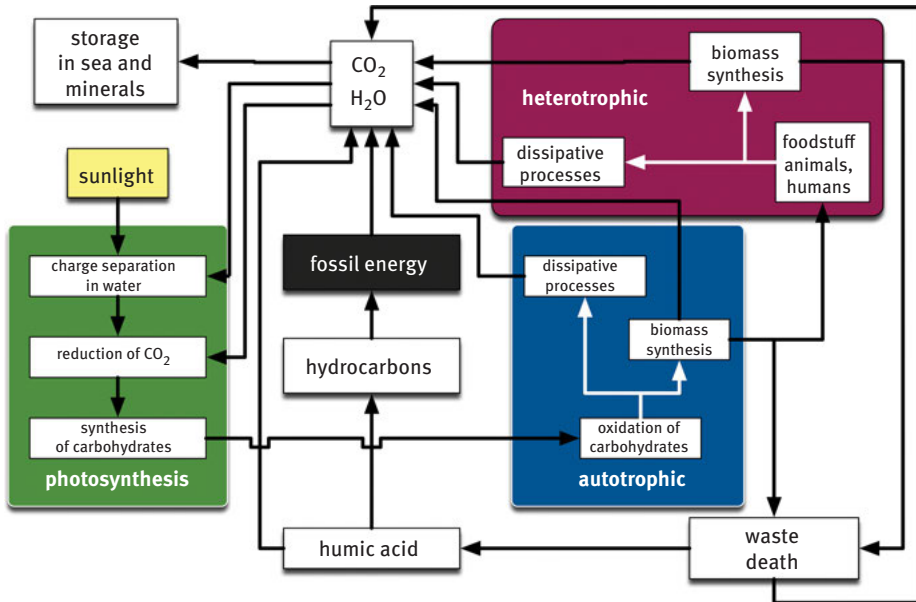 storage
in sea and
minerals
CO₂
H₂O
biomass
synthesis
heterotrophic
dissipative
processes
foodstuff
animals,
humans
sunlight
charge separation
in water
reduction of CO₂
synthesis
of carbohydrates
photosynthesis
fossil energy
hydrocarbons
dissipative
processes
biomass
synthesis
oxidation of
carbohydrates
autotrophic
humic acid
waste
death